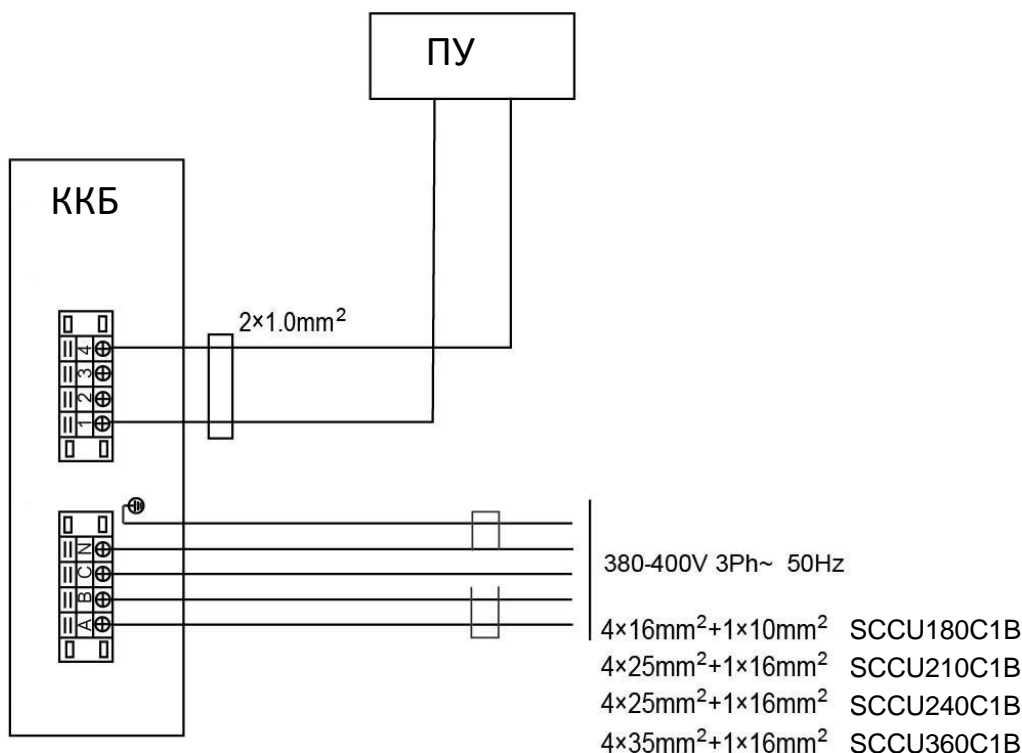 ПУ
ККБ
2×1.0mm²
4
3
2
1
N
C
B
A
380-400V 3Ph~ 50Hz
4×16mm²+1×10mm² SCCU180C1B
4×25mm²+1×16mm² SCCU210C1B
4×25mm²+1×16mm² SCCU240C1B
4×35mm²+1×16mm² SCCU360C1B